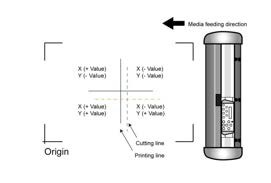 Media feeding direction
X (+ Value)
Y (- Value)
X (- Value)
Y (- Value)
X (+ Value)
Y (+ Value)
X (- Value)
Y (+ Value)
Cutting line
Printing line
Origin